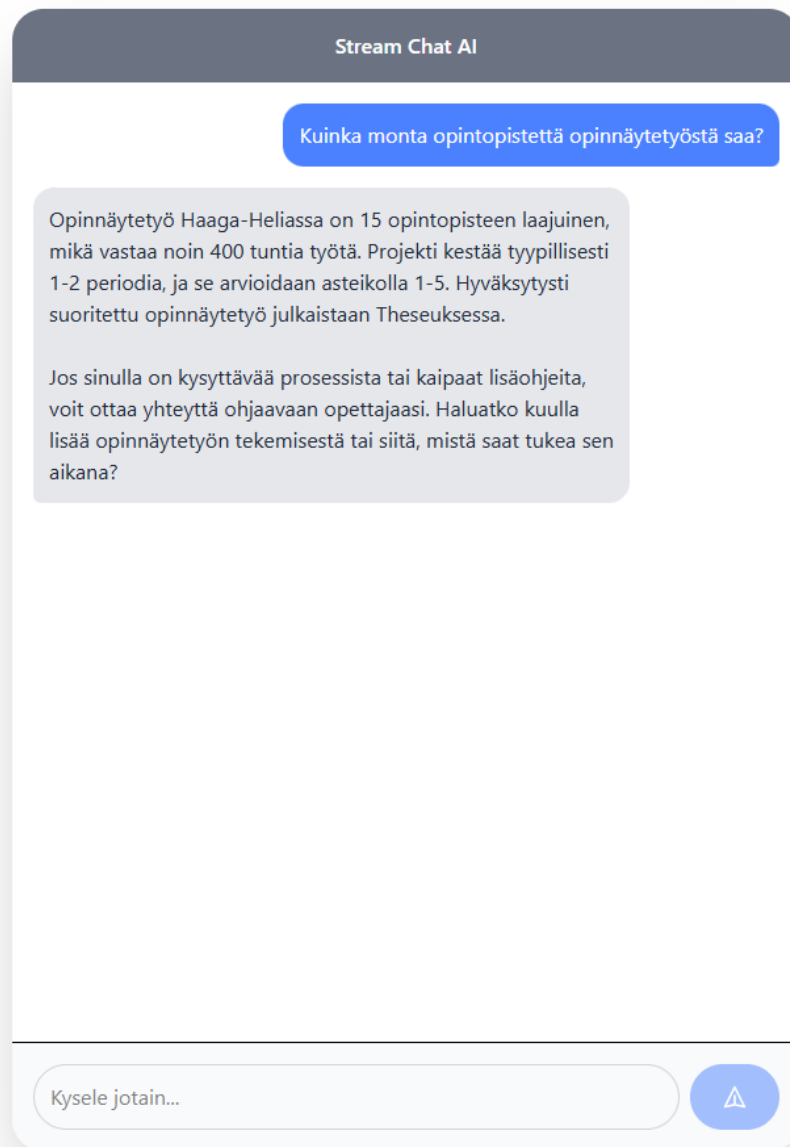 Stream Chat AI
Kuinka monta opintopistettä opinnäytetyöstä saa?
Opinnäytetyö Haaga-Heliassa on 15 opintopisteen laajuinen,
mikä vastaa noin 400 tuntia työtä. Projekti kestää tyypillisesti
1-2 periodia, ja se arvioidaan asteikolla 1-5. Hyväksytysti
suoritettu opinnäytetyö julkaistaan Theseuksessa.
Jos sinulla on kysyttävää prosessista tai kaipaat lisäohjeita,
voit ottaa yhteyttä ohjaavaan opettajaasi. Haluatko kuulla
lisää opinnäytetyön tekemisestä tai siitä, mistä saat tukea sen
aikana?
Kysele jotain...